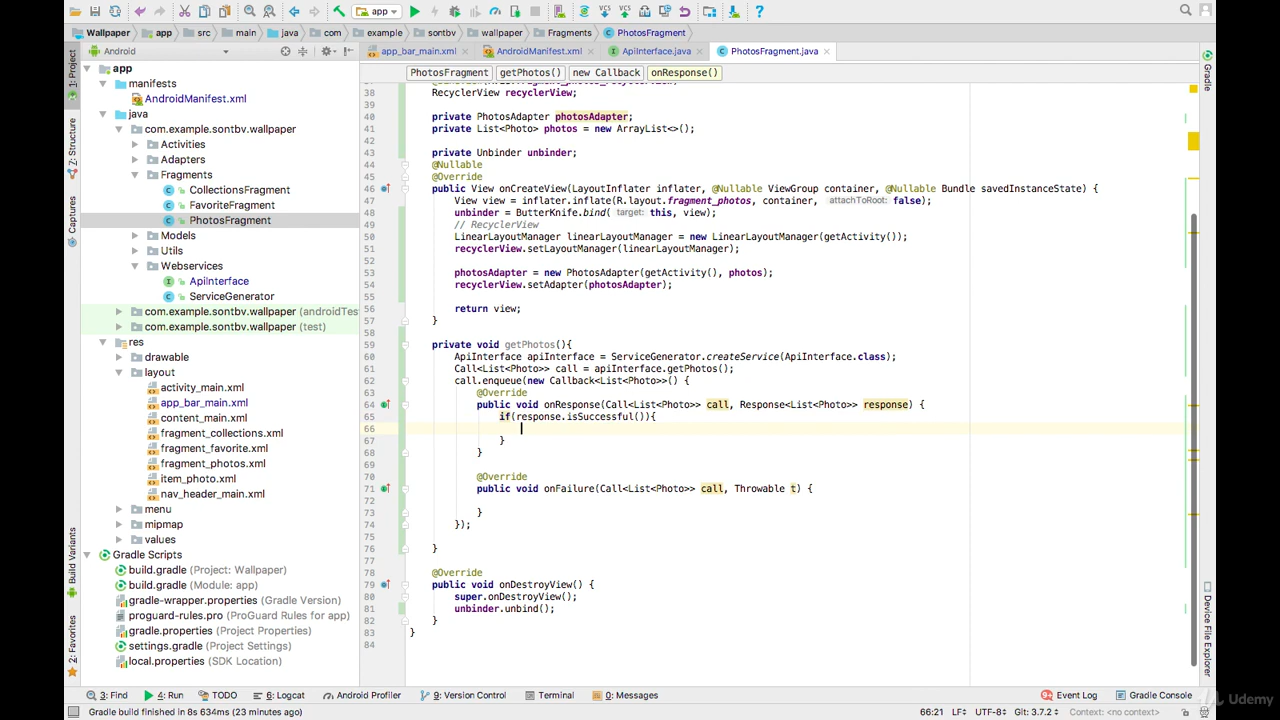 app
Wallpaper app src main java com example sontbv wallpaper Fragments PhotosFragment
Android
app_bar_main.xml AndroidManifest.xml ApiInterface.java PhotosFragment.java
PhotosFragment getPhotos() new Callback onResponse()
1: Project
Z: Structure
Captures
Build Variants
2: Favorites
app
manifests
AndroidManifest.xml
java
com.example.sontbv.wallpaper
Activities
Adapters
Fragments
CollectionsFragment
FavoriteFragment
PhotosFragment
Models
Utils
Webservices
ApiInterface
ServiceGenerator
com.example.sontbv.wallpaper (androidTes
com.example.sontbv.wallpaper (test)
res
drawable
layout
activity_main.xml
app_bar_main.xml
content_main.xml
fragment_collections.xml
fragment_favorite.xml
fragment_photos.xml
item_photo.xml
nav_header_main.xml
menu
mipmap
values
Gradle Scripts
build.gradle (Project: Wallpaper)
build.gradle (Module: app)
gradle-wrapper.properties (Gradle Version)
proguard-rules.pro (ProGuard Rules for app)
gradle.properties (Project Properties)
settings.gradle (Project Settings)
local.properties (SDK Location)
38 RecyclerView recyclerView;
39
40 private PhotosAdapter photosAdapter;
41 private List<Photo> photos = new ArrayList<>();
42
43 private Unbinder unbinder;
44 @Nullable
45 @Override
46 public View onCreateView(LayoutInflater inflater, @Nullable ViewGroup container, @Nullable Bundle savedInstanceState) {
47 View view = inflater.inflate(R.layout.fragment_photos, container, attachToRoot: false);
48 unbinder = ButterKnife.bind( target: this, view);
49 // RecyclerView
50 LinearLayoutManager linearLayoutManager = new LinearLayoutManager(getActivity());
51 recyclerView.setLayoutManager(linearLayoutManager);
52
53 photosAdapter = new PhotosAdapter(getActivity(), photos);
54 recyclerView.setAdapter(photosAdapter);
55
56 return view;
57 }
58
59 private void getPhotos(){
60 ApiInterface apiInterface = ServiceGenerator.createService(ApiInterface.class);
61 Call<List<Photo>> call = apiInterface.getPhotos();
62 call.enqueue(new Callback<List<Photo>>() {
63 @Override
64 public void onResponse(Call<List<Photo>> call, Response<List<Photo>> response) {
65 if(response.isSuccessful()){
66
67 }
68 }
69
70 @Override
71 public void onFailure(Call<List<Photo>> call, Throwable t) {
72
73 }
74 });
75
76 }
77
78 @Override
79 public void onDestroyView() {
80 super.onDestroyView();
81 unbinder.unbind();
82 }
83 }
84
Gradle
Device File Explorer
3: Find 4: Run TODO 6: Logcat Android Profiler 9: Version Control Terminal 0: Messages Event Log Gradle Console
Gradle build finished in 8s 634ms (23 minutes ago) 66:21 LF÷ UTF-8÷ Git: 3.7.2÷ Context: <no context>
Udemy